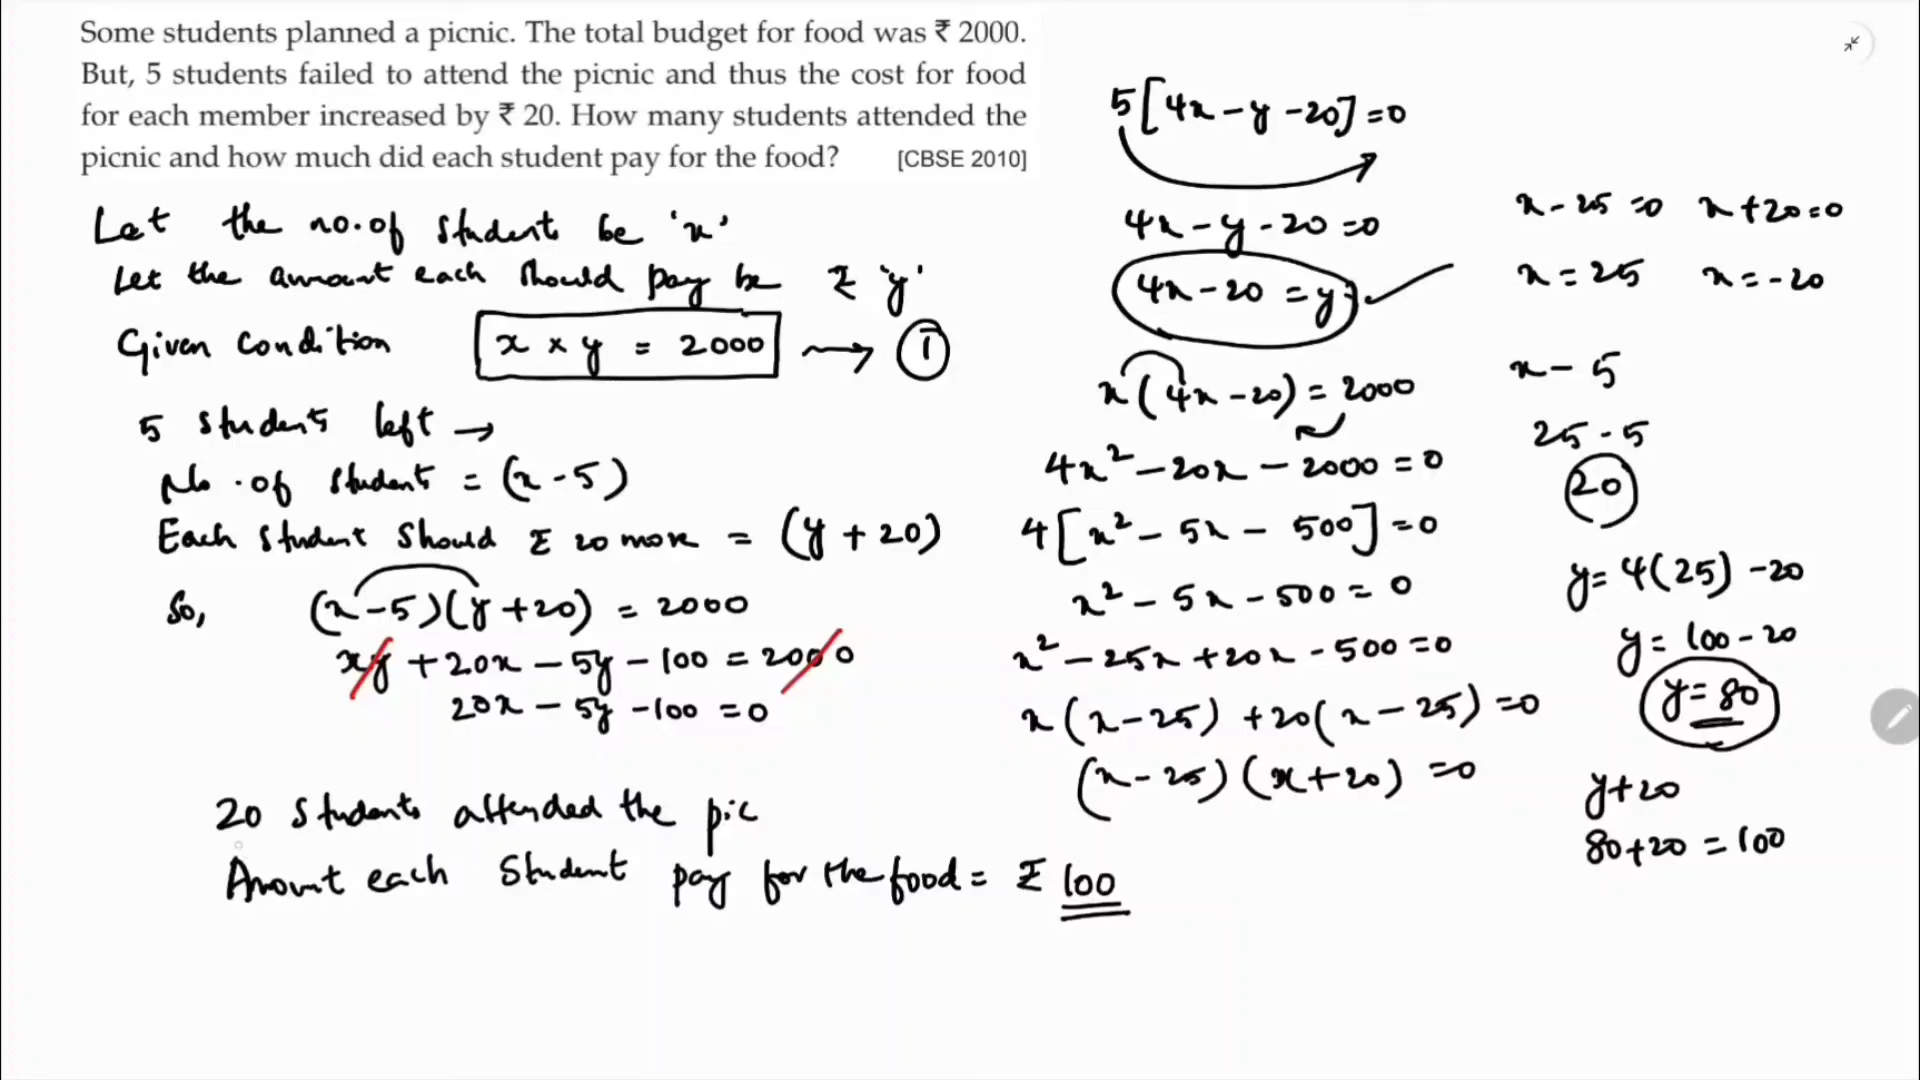 Some students planned a picnic. The total budget for food was ₹ 2000.
But, 5 students failed to attend the picnic and thus the cost for food
for each member increased by ₹ 20. How many students attended the
picnic and how much did each student pay for the food? [CBSE 2010]
Let the no. of students be 'x'
Let the amount each should pay be ₹ 'y'
Given condition x × y = 2000 → 1
5 students left →
No. of students = (x - 5)
Each student should ₹ 20 more = (y + 20)
So, (x - 5)(y + 20) = 2000
xy + 20x - 5y - 100 = 2000
20x - 5y - 100 = 0
20 students attended the pic
Amount each student pay for the food = ₹ 100
5[4x - y - 20] = 0
4x - y - 20 = 0
4x - 20 = y
x(4x - 20) = 2000
4x² - 20x - 2000 = 0
4[x² - 5x - 500] = 0
x² - 5x - 500 = 0
x² - 25x + 20x - 500 = 0
x(x - 25) + 20(x - 25) = 0
(x - 25)(x + 20) = 0
x - 25 = 0 x + 20 = 0
x = 25 x = -20
x - 5
25 - 5
20
y = 4(25) - 20
y = 100 - 20
y = 80
y + 20
80 + 20 = 100